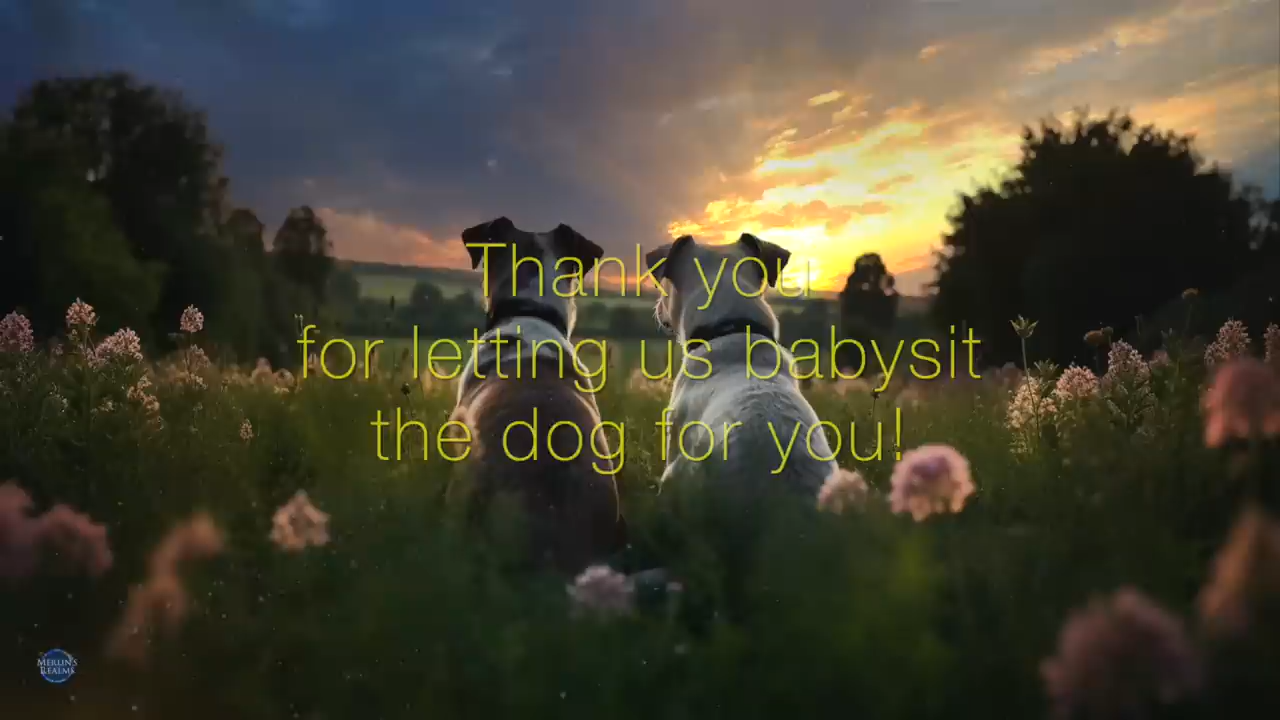 Thank you
for letting us babysit
the dog for you!
MERLIN'S
REALMS